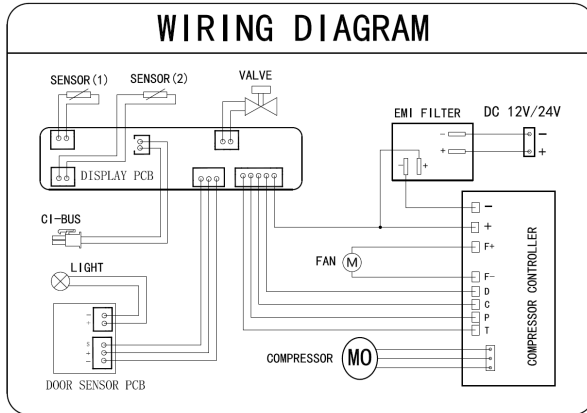 WIRING DIAGRAM
SENSOR(1)
SENSOR(2)
VALVE
EMI FILTER
DC 12V/24V
-
+
-
+
-
+
DISPLAY PCB
CI-BUS
LIGHT
-
+
S
+
-
DOOR SENSOR PCB
FAN
M
COMPRESSOR
MO
-
+
F+
F-
D
C
P
T
COMPRESSOR CONTROLLER